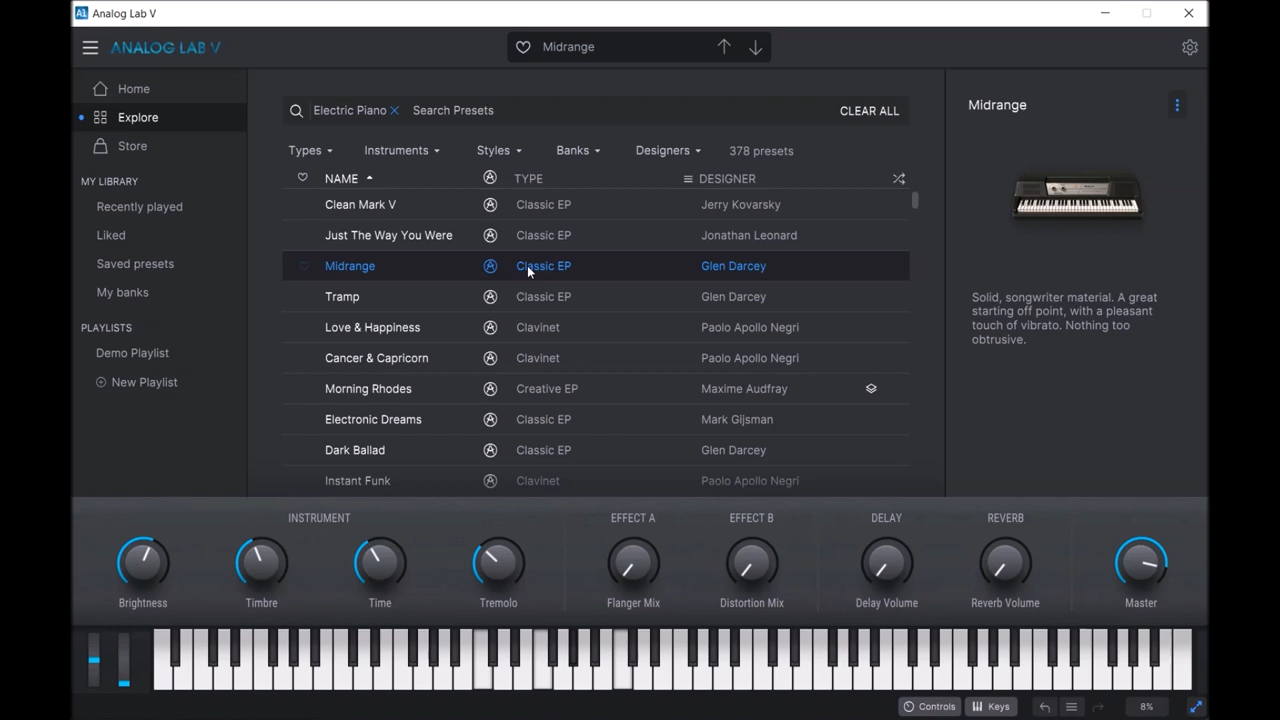 Analog Lab V
ANALOG LAB V
Midrange
Home
Explore
Store
MY LIBRARY
Recently played
Liked
Saved presets
My banks
PLAYLISTS
Demo Playlist
New Playlist
Electric Piano Search Presets CLEAR ALL
Types Instruments Styles Banks Designers 378 presets
NAME TYPE DESIGNER
Clean Mark V Classic EP Jerry Kovarsky
Just The Way You Were Classic EP Jonathan Leonard
Midrange Classic EP Glen Darcey
Tramp Classic EP Glen Darcey
Love & Happiness Clavinet Paolo Apollo Negri
Cancer & Capricorn Clavinet Paolo Apollo Negri
Morning Rhodes Creative EP Maxime Audfray
Electronic Dreams Classic EP Mark Gijsman
Dark Ballad Classic EP Glen Darcey
Instant Funk Clavinet Paolo Apollo Negri
Midrange
Solid, songwriter material. A great
starting off point, with a pleasant
touch of vibrato. Nothing too
obtrusive.
INSTRUMENT EFFECT A EFFECT B DELAY REVERB
Brightness Timbre Time Tremolo Flanger Mix Distortion Mix Delay Volume Reverb Volume Master
Controls Keys 8%